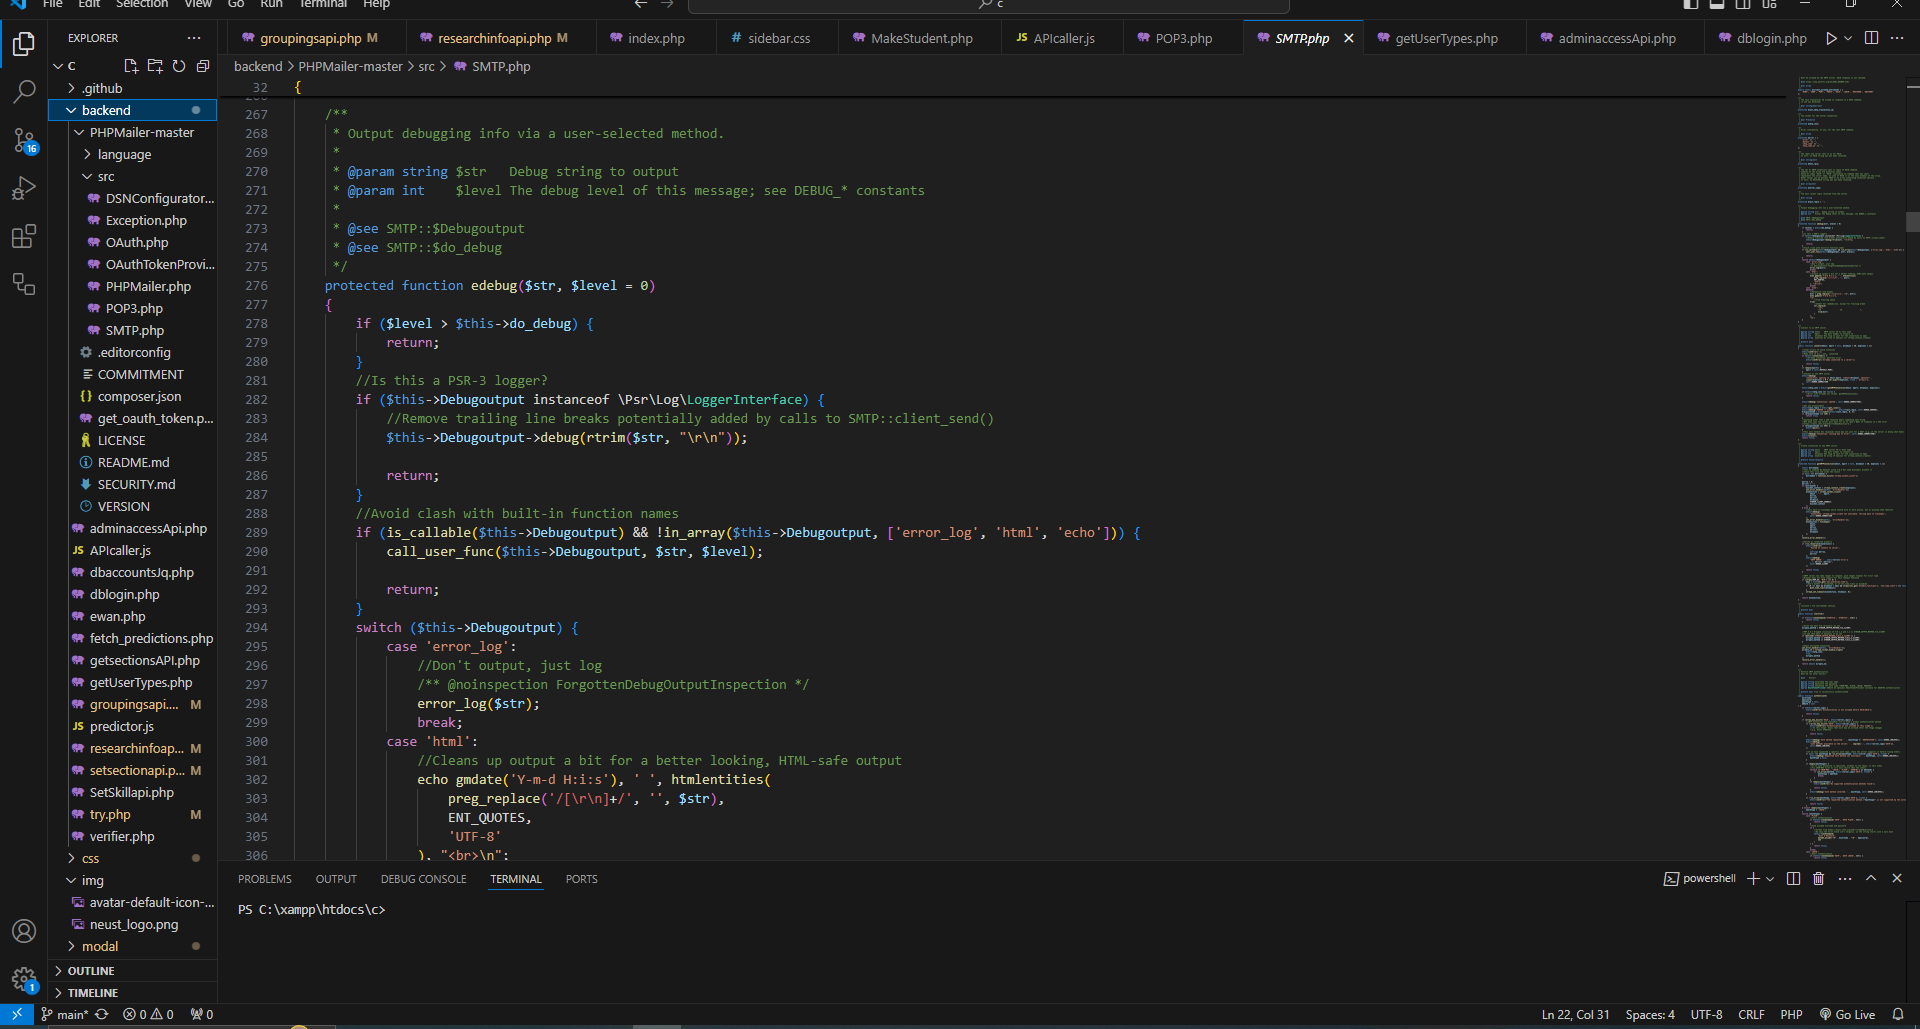 File Edit Selection View Go Run Terminal Help
c
EXPLORER
groupingsapi.php M
researchinfoapi.php M
index.php
sidebar.css
MakeStudent.php
APIcaller.js
POP3.php
SMTP.php
getUserTypes.php
adminaccessApi.php
dblogin.php
C
backend > PHPMailer-master > src > SMTP.php
.github
backend
PHPMailer-master
language
src
DSNConfigurator...
Exception.php
OAuth.php
OAuthTokenProvi...
PHPMailer.php
POP3.php
SMTP.php
.editorconfig
COMMITMENT
composer.json
get_oauth_token.p...
LICENSE
README.md
SECURITY.md
VERSION
adminaccessApi.php
APIcaller.js
dbaccountsJq.php
dblogin.php
ewan.php
fetch_predictions.php
getsectionsAPI.php
getUserTypes.php
groupingsapi.... M
predictor.js
researchinfoap... M
setsectionapi.p... M
SetSkillapi.php
try.php M
verifier.php
css
img
avatar-default-icon-...
neust_logo.png
modal
OUTLINE
TIMELINE
16
1
32 {
267 /**
268 * Output debugging info via a user-selected method.
269 *
270 * @param string $str Debug string to output
271 * @param int $level The debug level of this message; see DEBUG_* constants
272 *
273 * @see SMTP::$Debugoutput
274 * @see SMTP::$do_debug
275 */
276 protected function edebug($str, $level = 0)
277 {
278 if ($level > $this->do_debug) {
279 return;
280 }
281 //Is this a PSR-3 logger?
282 if ($this->Debugoutput instanceof \Psr\Log\LoggerInterface) {
283 //Remove trailing line breaks potentially added by calls to SMTP::client_send()
284 $this->Debugoutput->debug(rtrim($str, "\r\n"));
285
286 return;
287 }
288 //Avoid clash with built-in function names
289 if (is_callable($this->Debugoutput) && !in_array($this->Debugoutput, ['error_log', 'html', 'echo'])) {
290 call_user_func($this->Debugoutput, $str, $level);
291
292 return;
293 }
294 switch ($this->Debugoutput) {
295 case 'error_log':
296 //Don't output, just log
297 /** @noinspection ForgottenDebugOutputInspection */
298 error_log($str);
299 break;
300 case 'html':
301 //Cleans up output a bit for a better looking, HTML-safe output
302 echo gmdate('Y-m-d H:i:s'), ' ', htmlentities(
303 preg_replace('/[\r\n]+/', '', $str),
304 ENT_QUOTES,
305 'UTF-8'
306 ), "<br>\n";
PROBLEMS OUTPUT DEBUG CONSOLE TERMINAL PORTS
powershell
PS C:\xampp\htdocs\c>
main* 0 0 0
Ln 22, Col 31 Spaces: 4 UTF-8 CRLF PHP Go Live